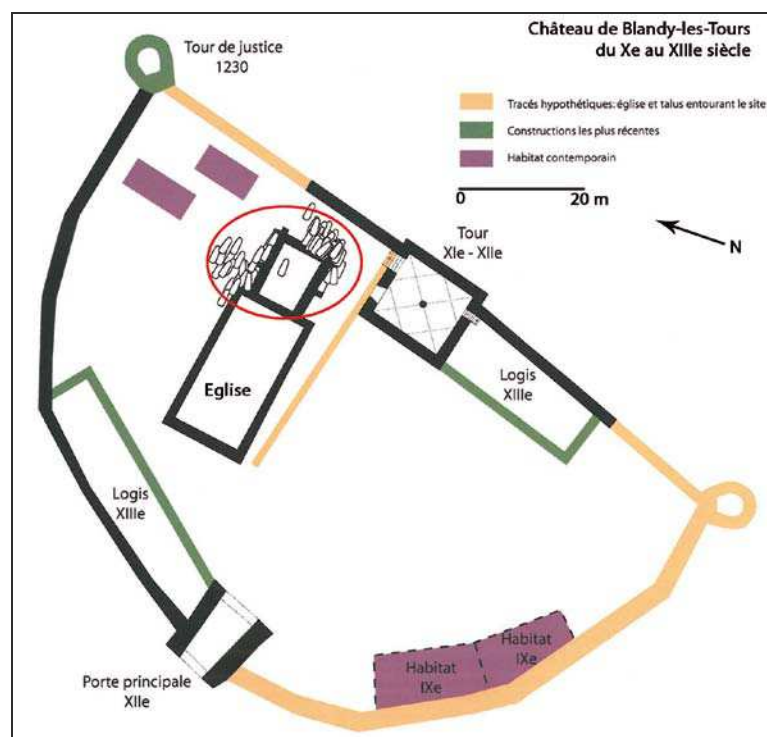 Château de Blandy-les-Tours
du Xe au XIIIe siècle
Tour de justice
1230
Tracés hypothétiques: église et talus entourant le site
Constructions les plus récentes
Habitat contemporain
0 20 m
N
Tour
XIe - XIIe
Eglise
Logis
XIIIe
Logis
XIIIe
Habitat
IXe
Habitat
IXe
Porte principale
XIIe